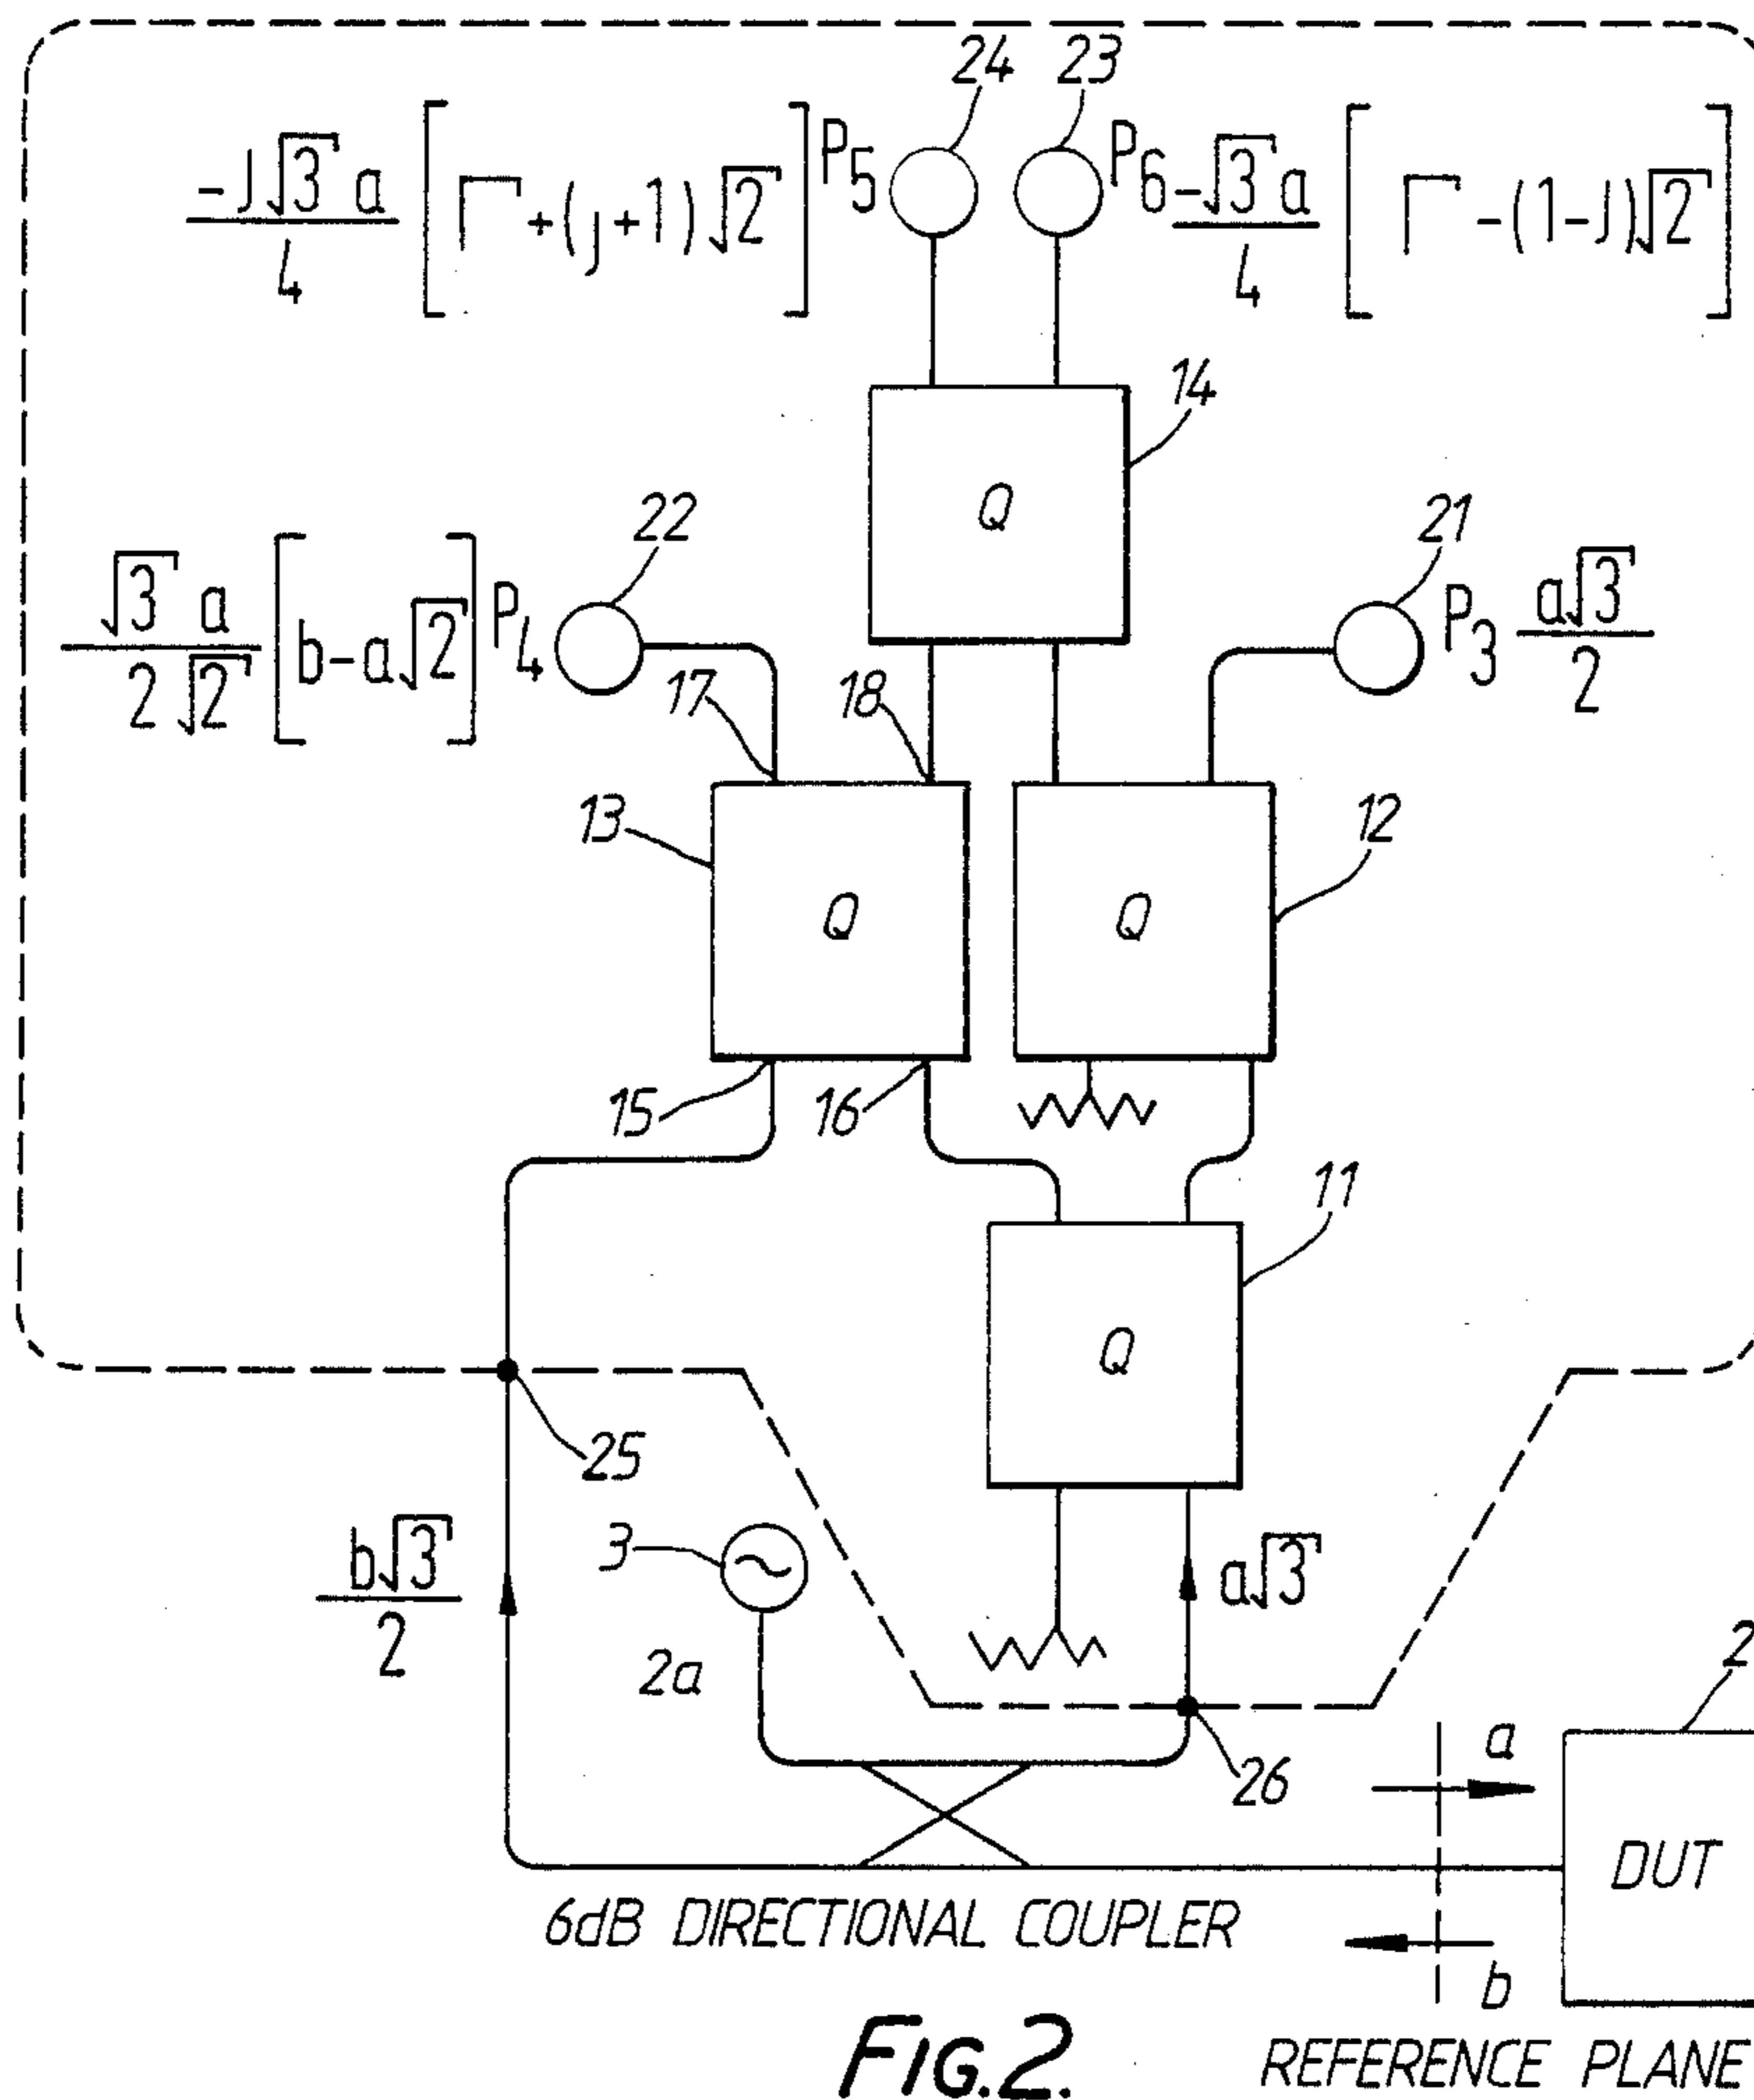 24 23
-J√3 a / 4 [Γ+(J+1)√2] P5
P6 -√3 a / 4 [Γ-(1-J)√2]
14
Q
22
21
√3 a / 2√2 [b-a√2] P4
P3 a√3 / 2
17 18
13
12
Q
Q
15 16
11
Q
25
3
b√3 / 2
a√3
2a
2
26
a
DUT
6dB DIRECTIONAL COUPLER
b
FIG.2.
REFERENCE PLANE